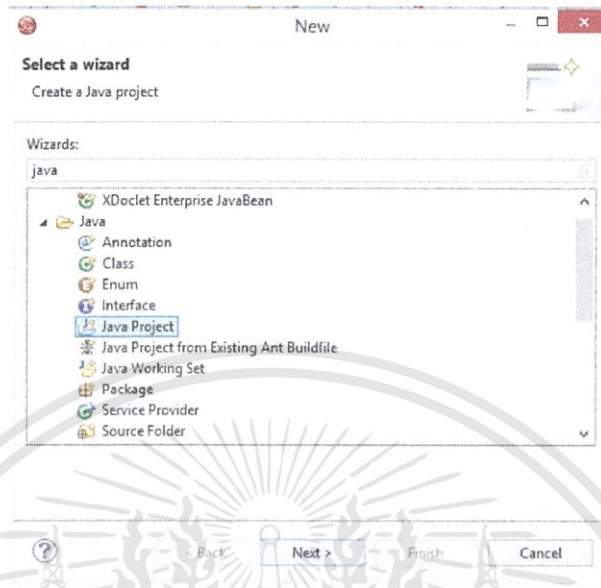 New
Select a wizard
Create a Java project
Wizards:
java
XDoclet Enterprise JavaBean
Java
Annotation
Class
Enum
Interface
Java Project
Java Project from Existing Ant Buildfile
Java Working Set
Package
Service Provider
Source Folder
? < Back Next > Finish Cancel